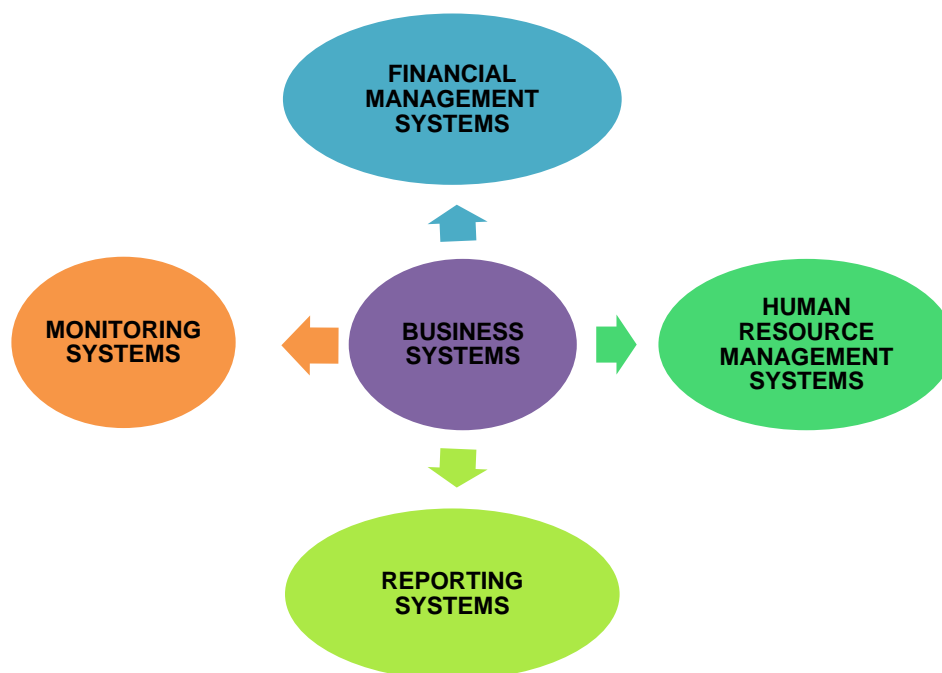 FINANCIAL
MANAGEMENT
SYSTEMS
MONITORING
SYSTEMS
BUSINESS
SYSTEMS
HUMAN
RESOURCE
MANAGEMENT
SYSTEMS
REPORTING
SYSTEMS